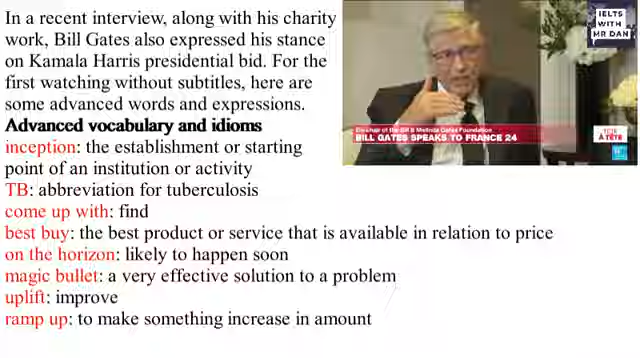 In a recent interview, along with his charity
work, Bill Gates also expressed his stance
on Kamala Harris presidential bid. For the
first watching without subtitles, here are
some advanced words and expressions.
Advanced vocabulary and idioms
inception: the establishment or starting
point of an institution or activity
TB: abbreviation for tuberculosis
come up with: find
best buy: the best product or service that is available in relation to price
on the horizon: likely to happen soon
magic bullet: a very effective solution to a problem
uplift: improve
ramp up: to make something increase in amount
IELTS
WITH
MR DAN
Co-chair of the Bill & Melinda Gates Foundation
BILL GATES SPEAKS TO FRANCE 24
TÊTE
À TÊTE